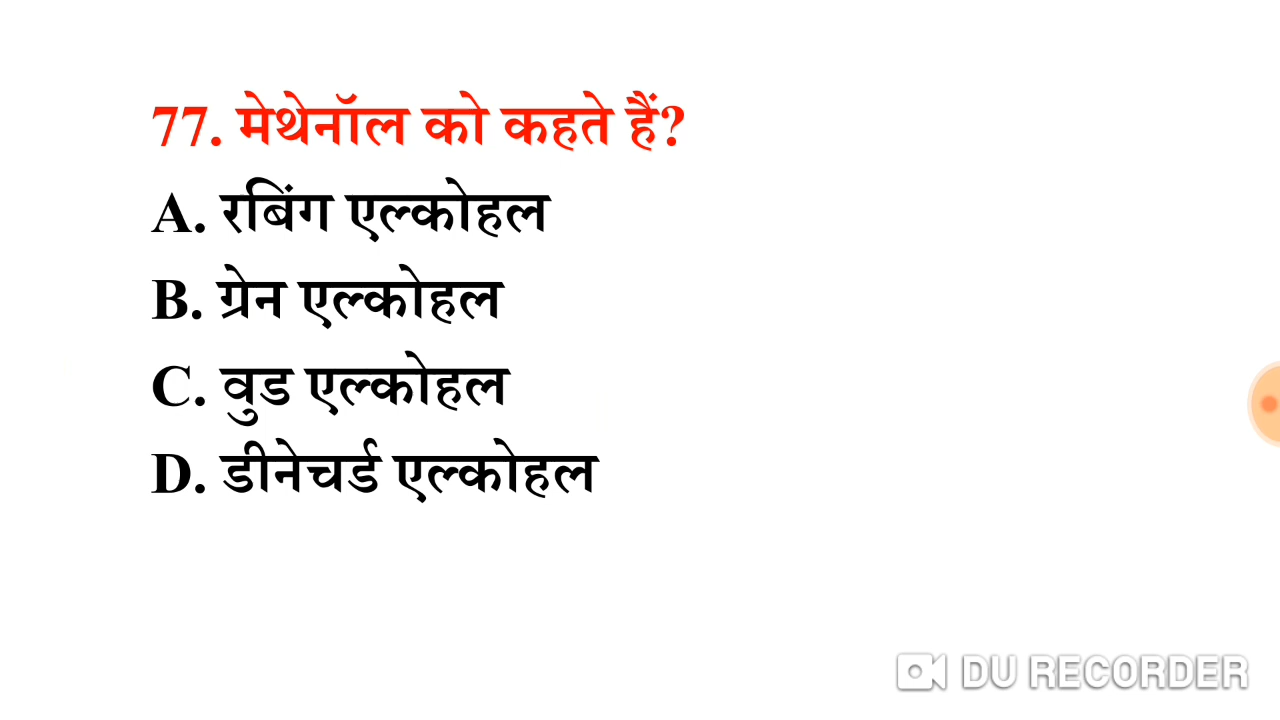 77. मेथेनॉल को कहते हैं?
A. रबिंग एल्कोहल
B. ग्रेन एल्कोहल
C. वुड एल्कोहल
D. डीनेचर्ड एल्कोहल
DU RECORDER